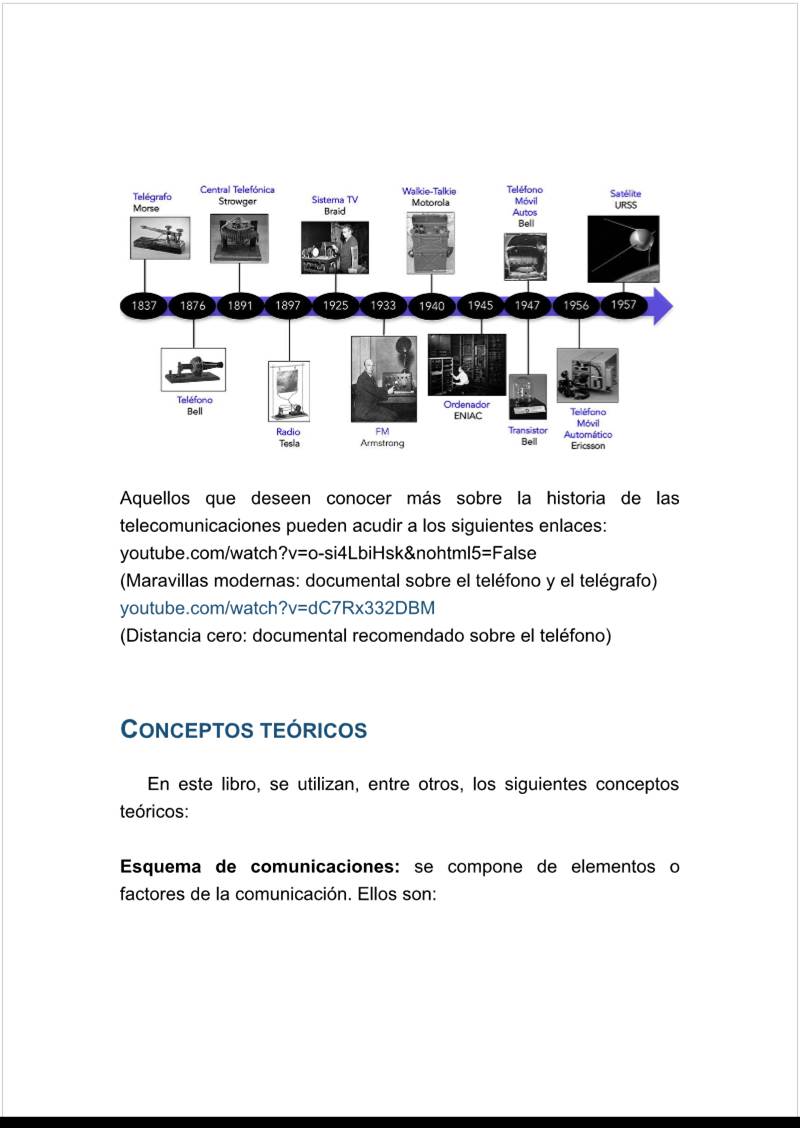 Telégrafo
Morse
Central Telefónica
Strowger
Sistema TV
Braid
Walkie-Talkie
Motorola
Teléfono
Móvil
Autos
Bell
Satélite
URSS
1837 1876 1891 1897 1925 1933 1940 1945 1947 1956 1957
Teléfono
Bell
Radio
Tesla
FM
Armstrong
Ordenador
ENIAC
Transistor
Bell
Teléfono
Móvil
Automático
Ericsson
Aquellos que deseen conocer más sobre la historia de las
telecomunicaciones pueden acudir a los siguientes enlaces:
youtube.com/watch?v=o-si4LbiHsk&nohtml5=False
(Maravillas modernas: documental sobre el teléfono y el telégrafo)
youtube.com/watch?v=dC7Rx332DBM
(Distancia cero: documental recomendado sobre el teléfono)
CONCEPTOS TEÓRICOS
En este libro, se utilizan, entre otros, los siguientes conceptos
teóricos:
Esquema de comunicaciones: se compone de elementos o
factores de la comunicación. Ellos son: